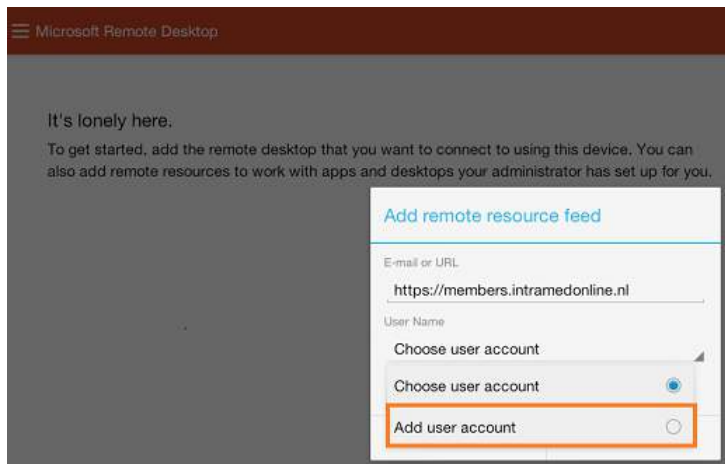 Microsoft Remote Desktop
It's lonely here.
To get started, add the remote desktop that you want to connect to using this device. You can
also add remote resources to work with apps and desktops your administrator has set up for you.
Add remote resource feed
E-mail or URL
https://members.intramedonline.nl
User Name
Choose user account
Choose user account
Add user account